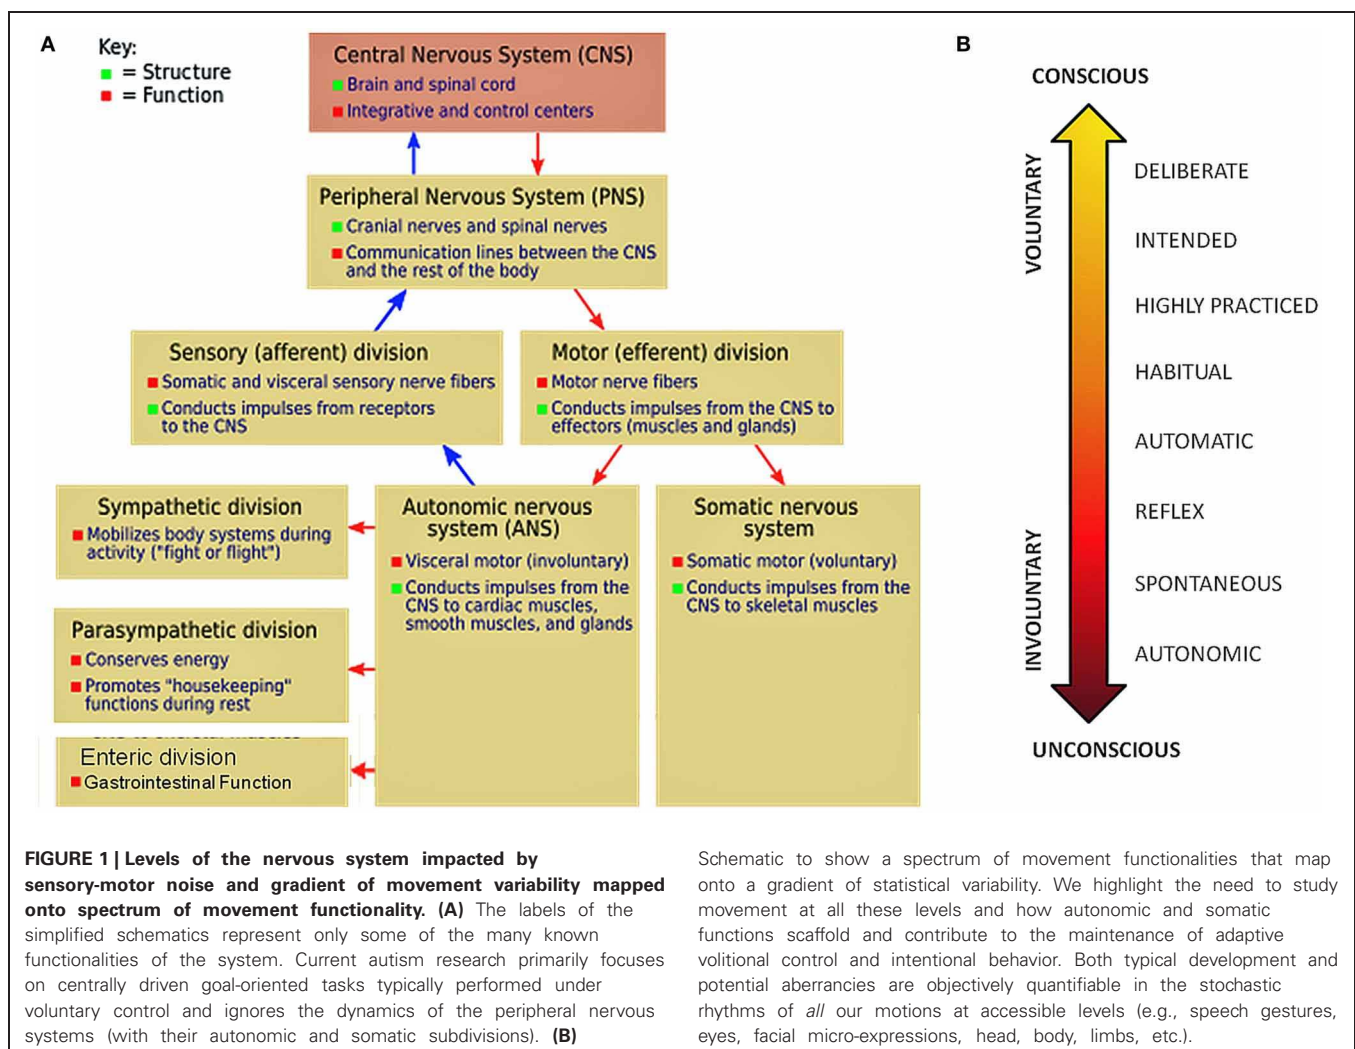 A
Key:
= Structure
= Function
Central Nervous System (CNS)
Brain and spinal cord
Integrative and control centers
Peripheral Nervous System (PNS)
Cranial nerves and spinal nerves
Communication lines between the CNS
and the rest of the body
Sensory (afferent) division
Somatic and visceral sensory nerve fibers
Conducts impulses from receptors
to the CNS
Motor (efferent) division
Motor nerve fibers
Conducts impulses from the CNS to
effectors (muscles and glands)
Sympathetic division
Mobilizes body systems during
activity ("fight or flight")
Autonomic nervous
system (ANS)
Visceral motor (involuntary)
Conducts impulses from the
CNS to cardiac muscles,
smooth muscles, and glands
Somatic nervous
system
Somatic motor (voluntary)
Conducts impulses from the
CNS to skeletal muscles
Parasympathetic division
Conserves energy
Promotes "housekeeping"
functions during rest
Enteric division
Gastrointestinal Function
B
CONSCIOUS
VOLUNTARY
DELIBERATE
INTENDED
HIGHLY PRACTICED
HABITUAL
AUTOMATIC
REFLEX
INVOLUNTARY
SPONTANEOUS
AUTONOMIC
UNCONSCIOUS
FIGURE 1 | Levels of the nervous system impacted by
sensory-motor noise and gradient of movement variability mapped
onto spectrum of movement functionality. (A) The labels of the
simplified schematics represent only some of the many known
functionalities of the system. Current autism research primarily focuses
on centrally driven goal-oriented tasks typically performed under
voluntary control and ignores the dynamics of the peripheral nervous
systems (with their autonomic and somatic subdivisions). (B)
Schematic to show a spectrum of movement functionalities that map
onto a gradient of statistical variability. We highlight the need to study
movement at all these levels and how autonomic and somatic
functions scaffold and contribute to the maintenance of adaptive
volitional control and intentional behavior. Both typical development and
potential aberrancies are objectively quantifiable in the stochastic
rhythms of all our motions at accessible levels (e.g., speech gestures,
eyes, facial micro-expressions, head, body, limbs, etc.).